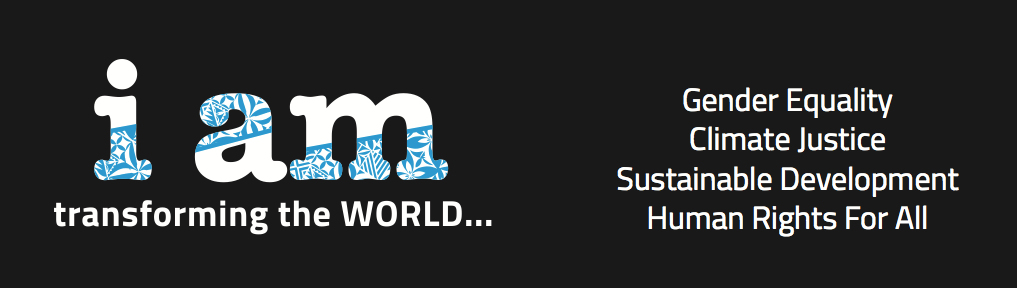 i am
transforming the WORLD...
Gender Equality
Climate Justice
Sustainable Development
Human Rights For All